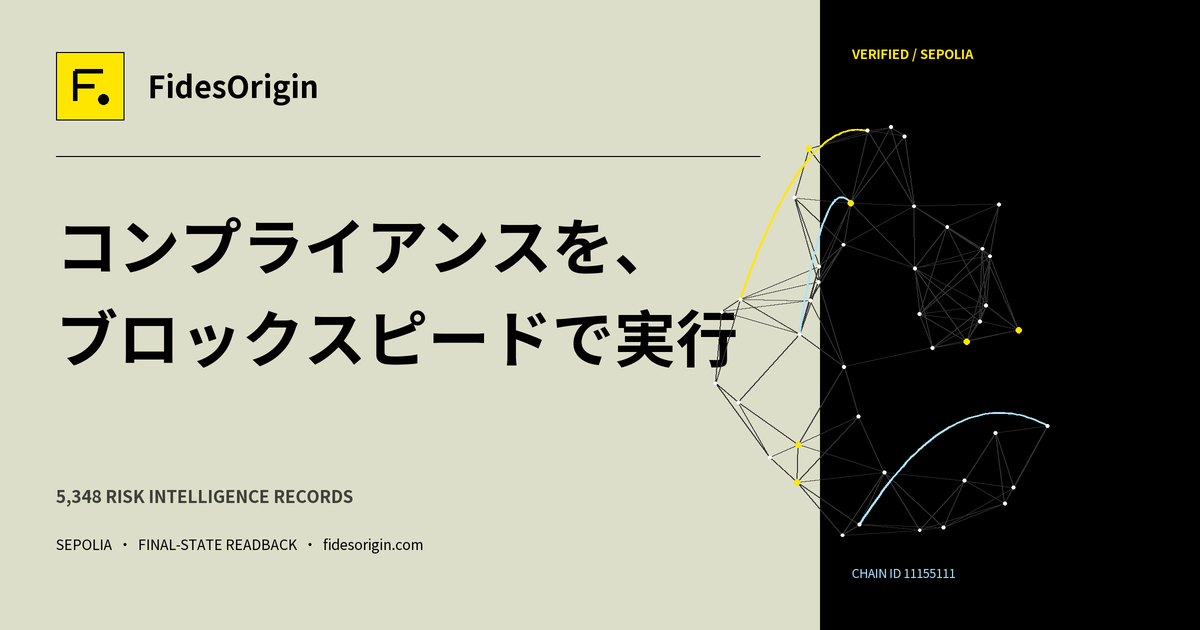 F.
FidesOrigin
VERIFIED / SEPOLIA
コンプライアンスを、
ブロックスピードで実行
5,348 RISK INTELLIGENCE RECORDS
SEPOLIA • FINAL-STATE READBACK • fidesorigin.com
CHAIN ID 11155111